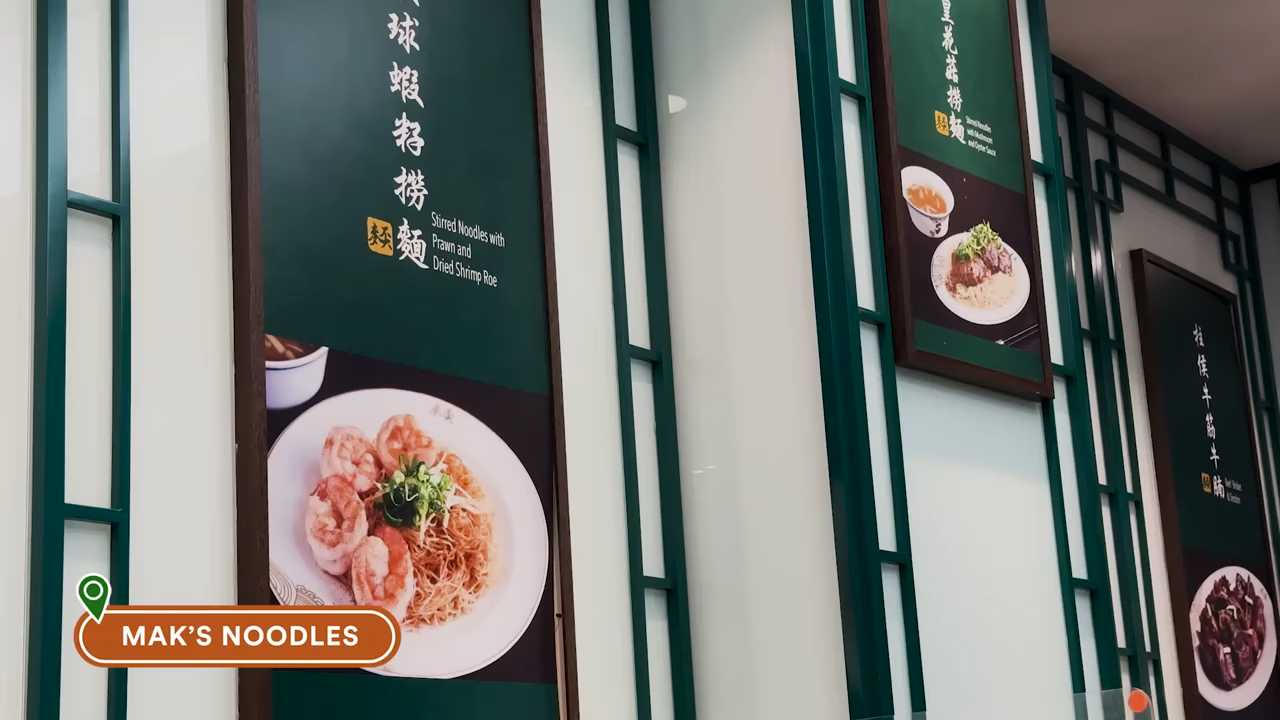 球蝦籽撈麵
Stirred Noodles with
Prawn and
Dried Shrimp Roe
花菇撈麵
Stirred Noodles
with Mushroom
and Oyster Sauce
柱侯牛筋牛腩
MAK'S NOODLES